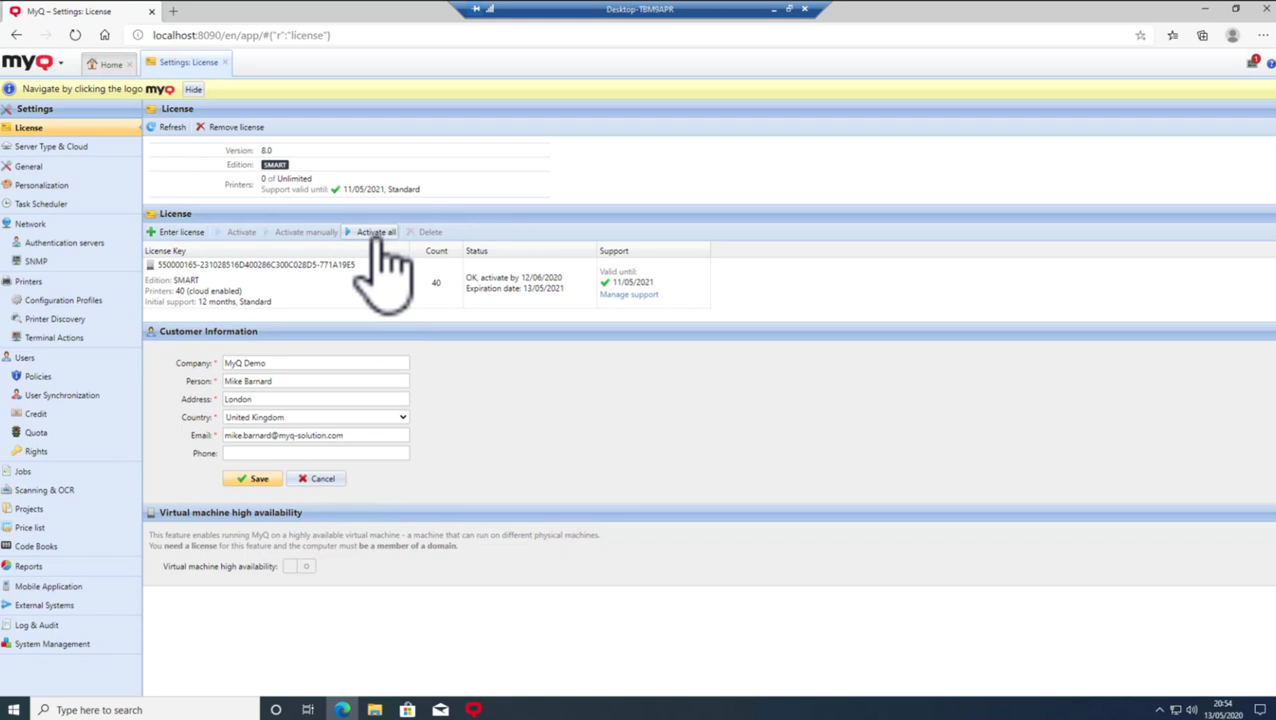 MyQ – Settings: License
Desktop-TBM9APR
localhost:8090/en/app/#{"r":"license"}
myQ
Home
Settings: License
1
Navigate by clicking the logo myQ Hide
Settings
License
Server Type & Cloud
General
Personalization
Task Scheduler
Network
Authentication servers
SNMP
Printers
Configuration Profiles
Printer Discovery
Terminal Actions
Users
Policies
User Synchronization
Credit
Quota
Rights
Jobs
Scanning & OCR
Projects
Price list
Code Books
Reports
Mobile Application
External Systems
Log & Audit
System Management
License
Refresh Remove license
Version: 8.0
Edition: SMART
Printers: 0 of Unlimited
Support valid until: 11/05/2021, Standard
License
Enter license Activate Activate manually Activate all Delete
License Key Count Status Support
550000165-231028516D400286C300C028D5-771A19E5
Edition: SMART
Printers: 40 (cloud enabled)
Initial support: 12 months, Standard
40
OK, activate by 12/06/2020
Expiration date: 13/05/2021
Valid until:
11/05/2021
Manage support
Customer Information
Company: * MyQ Demo
Person: * Mike Barnard
Address: * London
Country: * United Kingdom
Email: * mike.barnard@myq-solution.com
Phone:
Save Cancel
Virtual machine high availability
This feature enables running MyQ on a highly available virtual machine - a machine that can run on different physical machines.
You need a license for this feature and the computer must be a member of a domain.
Virtual machine high availability:
Type here to search
20:54
13/05/2020